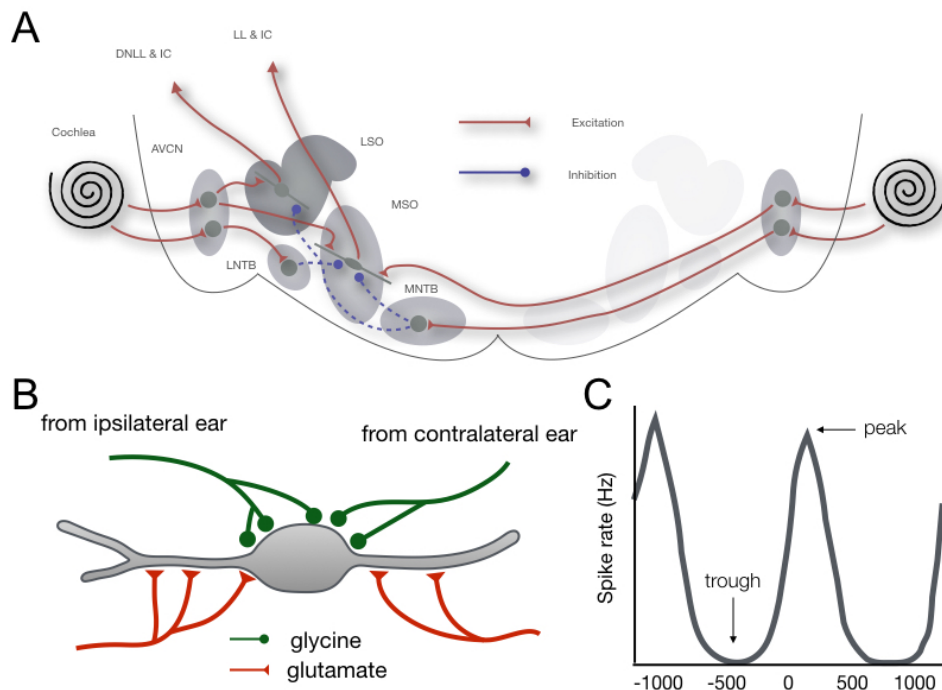 A
LL & IC
DNLL & IC
Cochlea
AVCN
LSO
Excitation
Inhibition
MSO
LNTB
MNTB
B
from ipsilateral ear
from contralateral ear
glycine
glutamate
C
peak
trough
Spike rate (Hz)
-1000 -500 0 500 1000